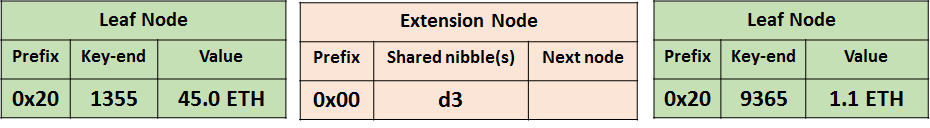 Leaf Node
Prefix Key-end Value
0x20 1355 45.0 ETH
Extension Node
Prefix Shared nibble(s) Next node
0x00 d3
Leaf Node
Prefix Key-end Value
0x20 9365 1.1 ETH